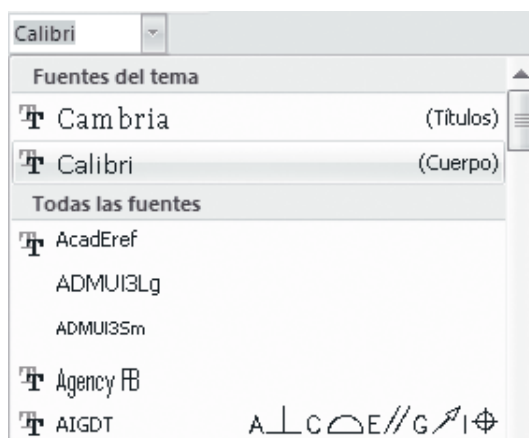 Calibri
Fuentes del tema
Cambria (Títulos)
Calibri (Cuerpo)
Todas las fuentes
AcadEref
ADMUI3Lg
ADMUI3Sm
Agency FB
AIGDT A⊥C⌓E⫽G↗I⌖